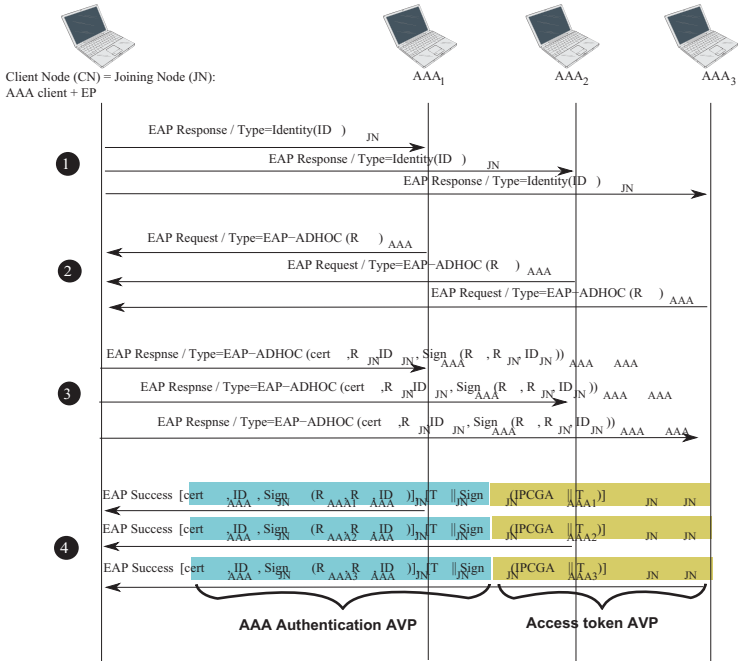 Client Node (CN) = Joining Node (JN):
AAA client + EP
AAA1
AAA2
AAA3
1
EAP Response / Type=Identity(ID )
JN
EAP Response / Type=Identity(ID )
JN
EAP Response / Type=Identity(ID )
JN
2
EAP Request / Type=EAP−ADHOC (R )
AAA
EAP Request / Type=EAP−ADHOC (R )
AAA
EAP Request / Type=EAP−ADHOC (R )
AAA
3
EAP Respnse / Type=EAP−ADHOC (cert ,R ID , Sign (R , R , ID ))
JN JN AAA JN JN AAA AAA
EAP Respnse / Type=EAP−ADHOC (cert ,R ID , Sign (R , R , ID ))
JN JN AAA JN JN AAA AAA
EAP Respnse / Type=EAP−ADHOC (cert ,R ID , Sign (R , R , ID ))
JN JN AAA JN JN AAA AAA
4
EAP Success [cert , ID , Sign (R , R , ID )], [T || Sign (IPCGA || T )]
AAA JN AAA1 AAA JN JN JN AAA1 JN JN
EAP Success [cert , ID , Sign (R , R , ID )], [T || Sign (IPCGA || T )]
AAA JN AAA2 AAA JN JN JN AAA2 JN JN
EAP Success [cert , ID , Sign (R , R , ID )], [T || Sign (IPCGA || T )]
AAA JN AAA3 AAA JN JN JN AAA3 JN JN
AAA Authentication AVP
Access token AVP